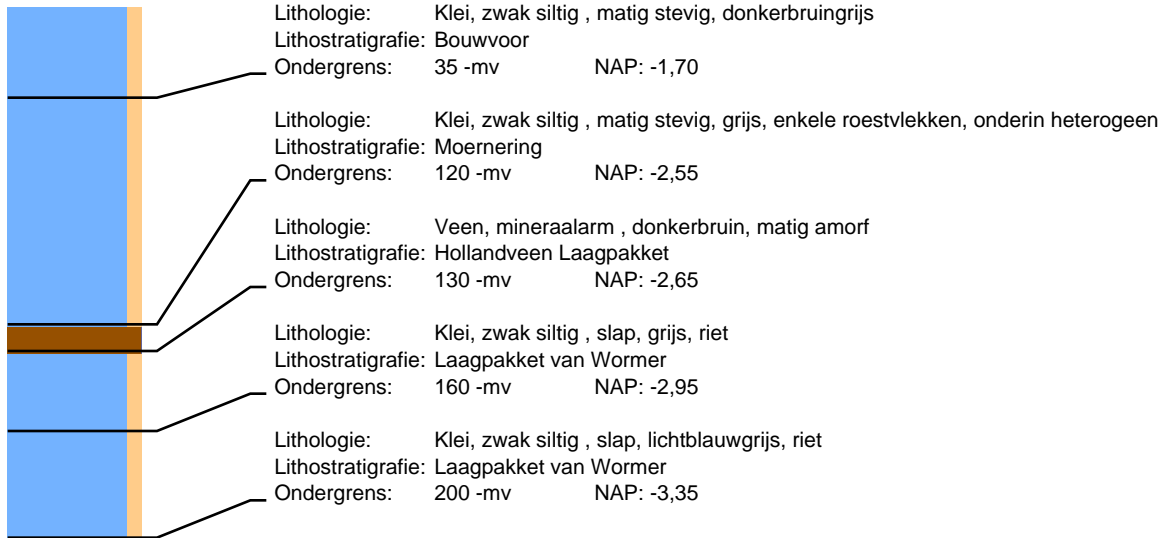 Lithologie: Klei, zwak siltig , matig stevig, donkerbruingrijs
Lithostratigrafie: Bouwvoor
Ondergrens: 35 -mv NAP: -1,70
Lithologie: Klei, zwak siltig , matig stevig, grijs, enkele roestvlekken, onderin heterogeen
Lithostratigrafie: Moernering
Ondergrens: 120 -mv NAP: -2,55
Lithologie: Veen, mineraalarm , donkerbruin, matig amorf
Lithostratigrafie: Hollandveen Laagpakket
Ondergrens: 130 -mv NAP: -2,65
Lithologie: Klei, zwak siltig , slap, grijs, riet
Lithostratigrafie: Laagpakket van Wormer
Ondergrens: 160 -mv NAP: -2,95
Lithologie: Klei, zwak siltig , slap, lichtblauwgrijs, riet
Lithostratigrafie: Laagpakket van Wormer
Ondergrens: 200 -mv NAP: -3,35